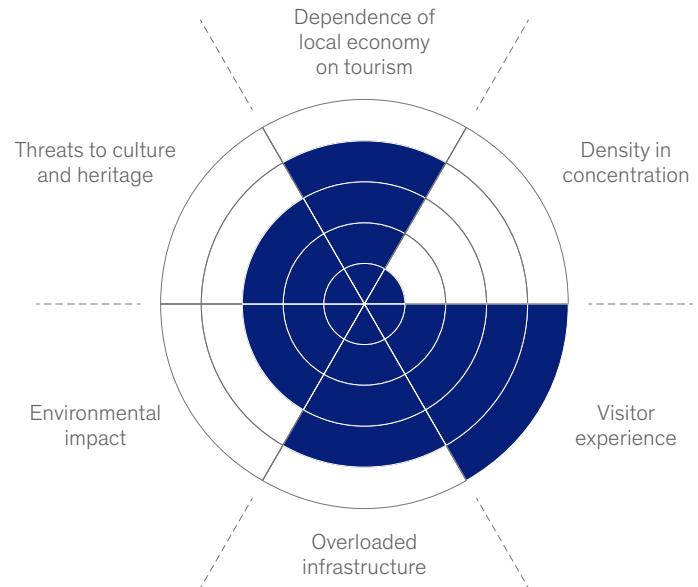 Dependence of
local economy
on tourism
Threats to culture
and heritage
Density in
concentration
Environmental
impact
Visitor
experience
Overloaded
infrastructure